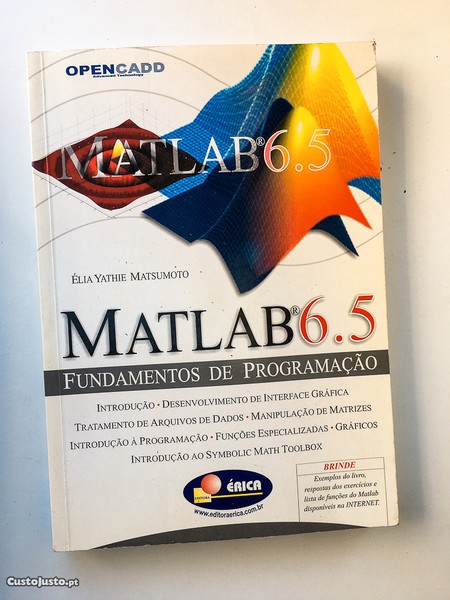 OPENCADD
Advanced Technology
MATLAB®6.5
ÉLIA YATHIE MATSUMOTO
MATLAB®6.5
FUNDAMENTOS DE PROGRAMAÇÃO
INTRODUÇÃO • DESENVOLVIMENTO DE INTERFACE GRÁFICA
TRATAMENTO DE ARQUIVOS DE DADOS • MANIPULAÇÃO DE MATRIZES
INTRODUÇÃO À PROGRAMAÇÃO • FUNÇÕES ESPECIALIZADAS • GRÁFICOS
INTRODUÇÃO AO SYMBOLIC MATH TOOLBOX
BRINDE
Exemplos do livro,
respostas dos exercícios e
lista de funções do Matlab
disponíveis na INTERNET.
EDITORA
ÉRICA
www.editoraerica.com.br
CustoJusto.pt